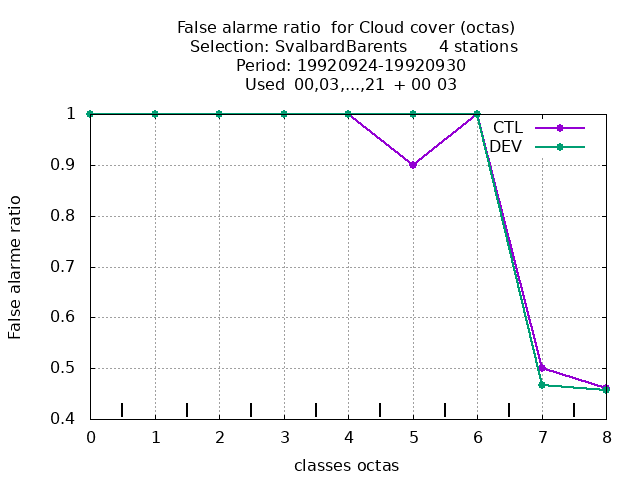 False alarme ratio  for Cloud cover (octas)
Selection: SvalbardBarents      4 stations
Period: 19920924-19920930
Used  00,03,...,21  + 00 03
1
0.9
0.8
0.7
0.6
0.5
0.4
False alarme ratio
CTL
DEV
0 1 2 3 4 5 6 7 8
classes octas